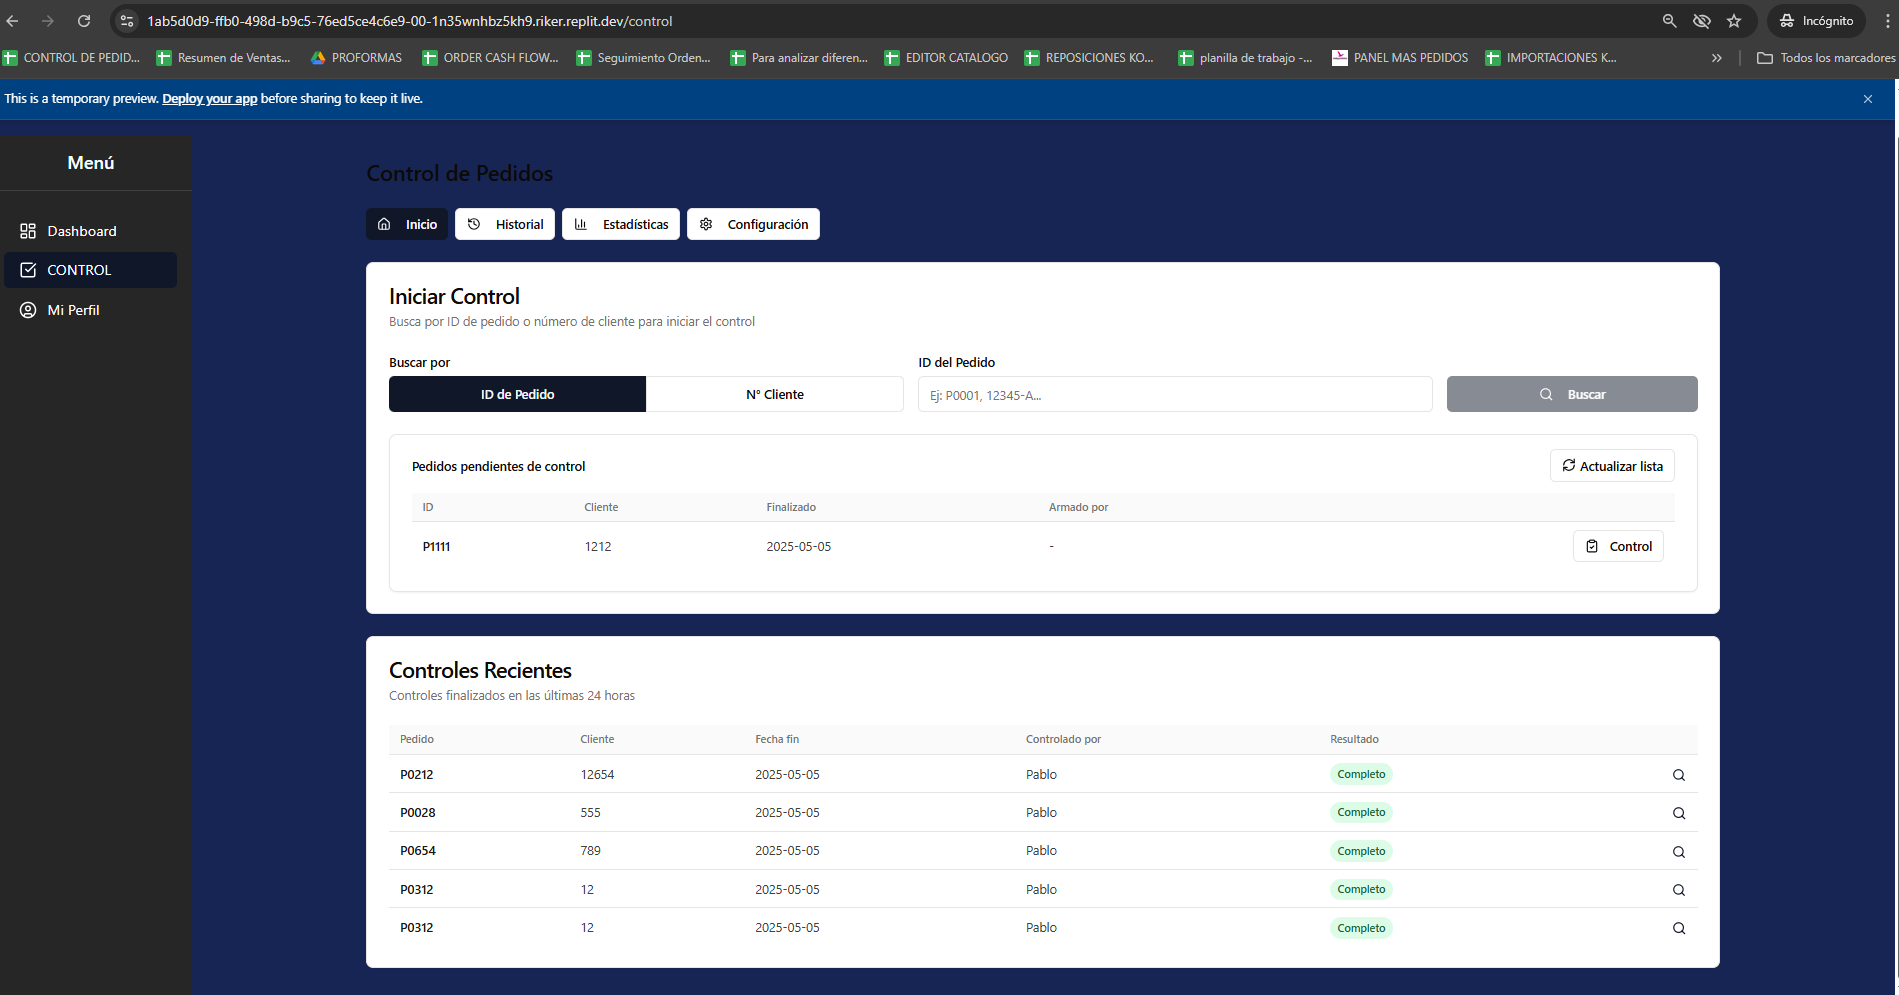 1ab5d0d9-ffb0-498d-b9c5-76ed5ce4c6e9-00-1n35wnhbz5kh9.riker.replit.dev/control
Incógnito
CONTROL DE PEDID...
Resumen de Ventas...
PROFORMAS
ORDER CASH FLOW...
Seguimiento Orden...
Para analizar diferen...
EDITOR CATALOGO
REPOSICIONES KO...
planilla de trabajo -...
PANEL MAS PEDIDOS
IMPORTACIONES K...
Todos los marcadores
This is a temporary preview. Deploy your app before sharing to keep it live.
Menú
Dashboard
CONTROL
Mi Perfil
Control de Pedidos
Inicio
Historial
Estadísticas
Configuración
Iniciar Control
Busca por ID de pedido o número de cliente para iniciar el control
Buscar por
ID del Pedido
ID de Pedido
N° Cliente
Ej: P0001, 12345-A...
Buscar
Pedidos pendientes de control
Actualizar lista
ID Cliente Finalizado Armado por
P1111 1212 2025-05-05 - Control
Controles Recientes
Controles finalizados en las últimas 24 horas
Pedido Cliente Fecha fin Controlado por Resultado
P0212 12654 2025-05-05 Pablo Completo
P0028 555 2025-05-05 Pablo Completo
P0654 789 2025-05-05 Pablo Completo
P0312 12 2025-05-05 Pablo Completo
P0312 12 2025-05-05 Pablo Completo